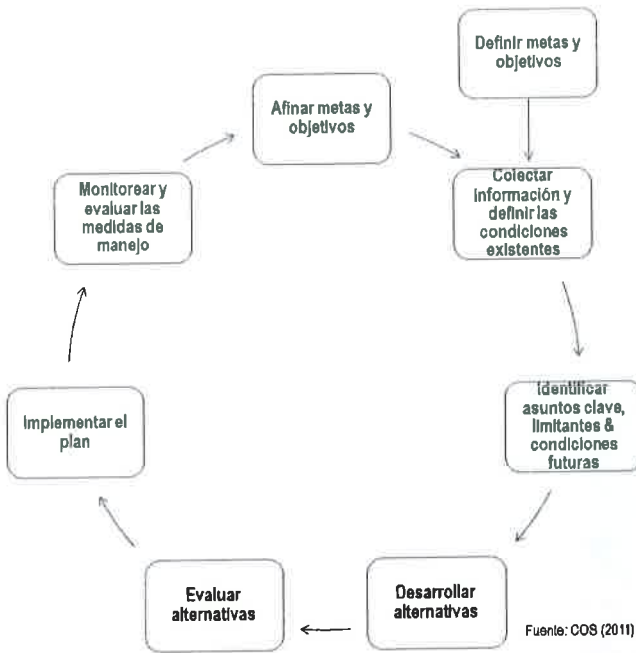 Definir metas y
objetivos
Afinar metas y
objetivos
Colectar
información y
definir las
condiciones
existentes
Monitorear y
evaluar las
medidas de
manejo
Identificar
asuntos clave,
limitantes &
condiciones
futuras
Implementar el
plan
Desarrollar
alternativas
Evaluar
alternativas
Fuente: COS (2011)